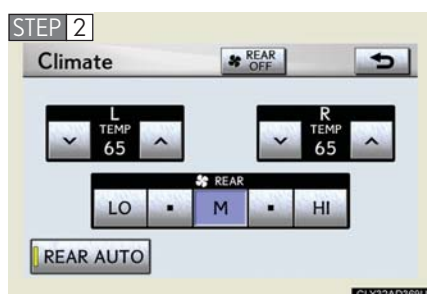 STEP 2
Climate
REAR
OFF
L
TEMP
65
R
TEMP
65
REAR
LO
M
HI
REAR AUTO